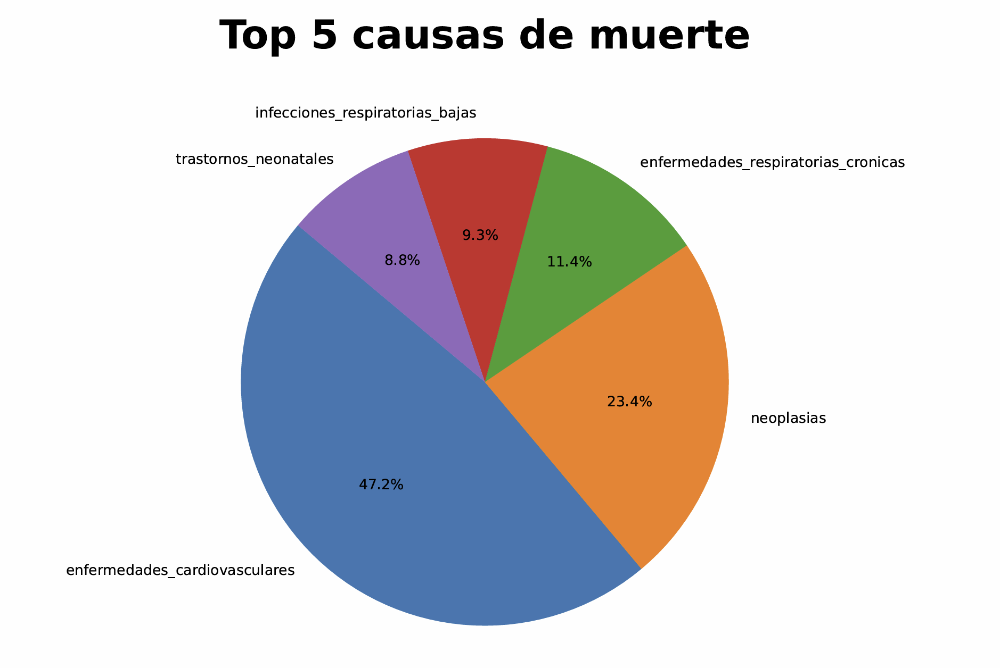 Top 5 causas de muerte
infecciones_respiratorias_bajas
trastornos_neonatales
enfermedades_respiratorias_cronicas
9.3%
8.8%
11.4%
23.4%
neoplasias
47.2%
enfermedades_cardiovasculares